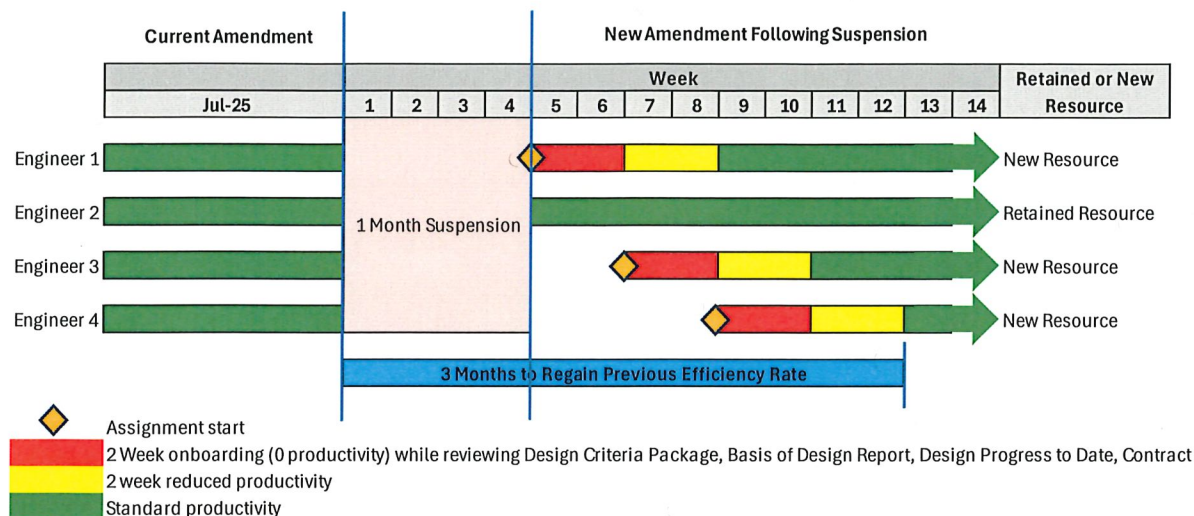 Current Amendment
New Amendment Following Suspension
Week
Retained or New
Resource
Jul-25 1 2 3 4 5 6 7 8 9 10 11 12 13 14
Engineer 1
New Resource
Engineer 2
1 Month Suspension
Retained Resource
Engineer 3
New Resource
Engineer 4
New Resource
3 Months to Regain Previous Efficiency Rate
Assignment start
2 Week onboarding (0 productivity) while reviewing Design Criteria Package, Basis of Design Report, Design Progress to Date, Contract
2 week reduced productivity
Standard productivity